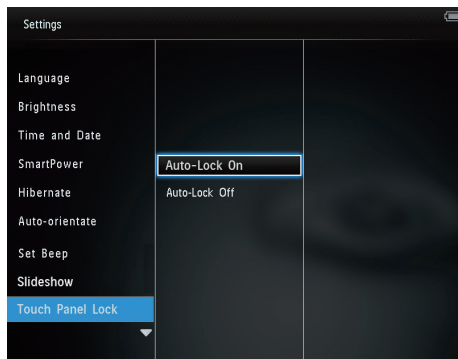 Settings
Language
Brightness
Time and Date
SmartPower
Auto-Lock On
Hibernate
Auto-Lock Off
Auto-orientate
Set Beep
Slideshow
Touch Panel Lock